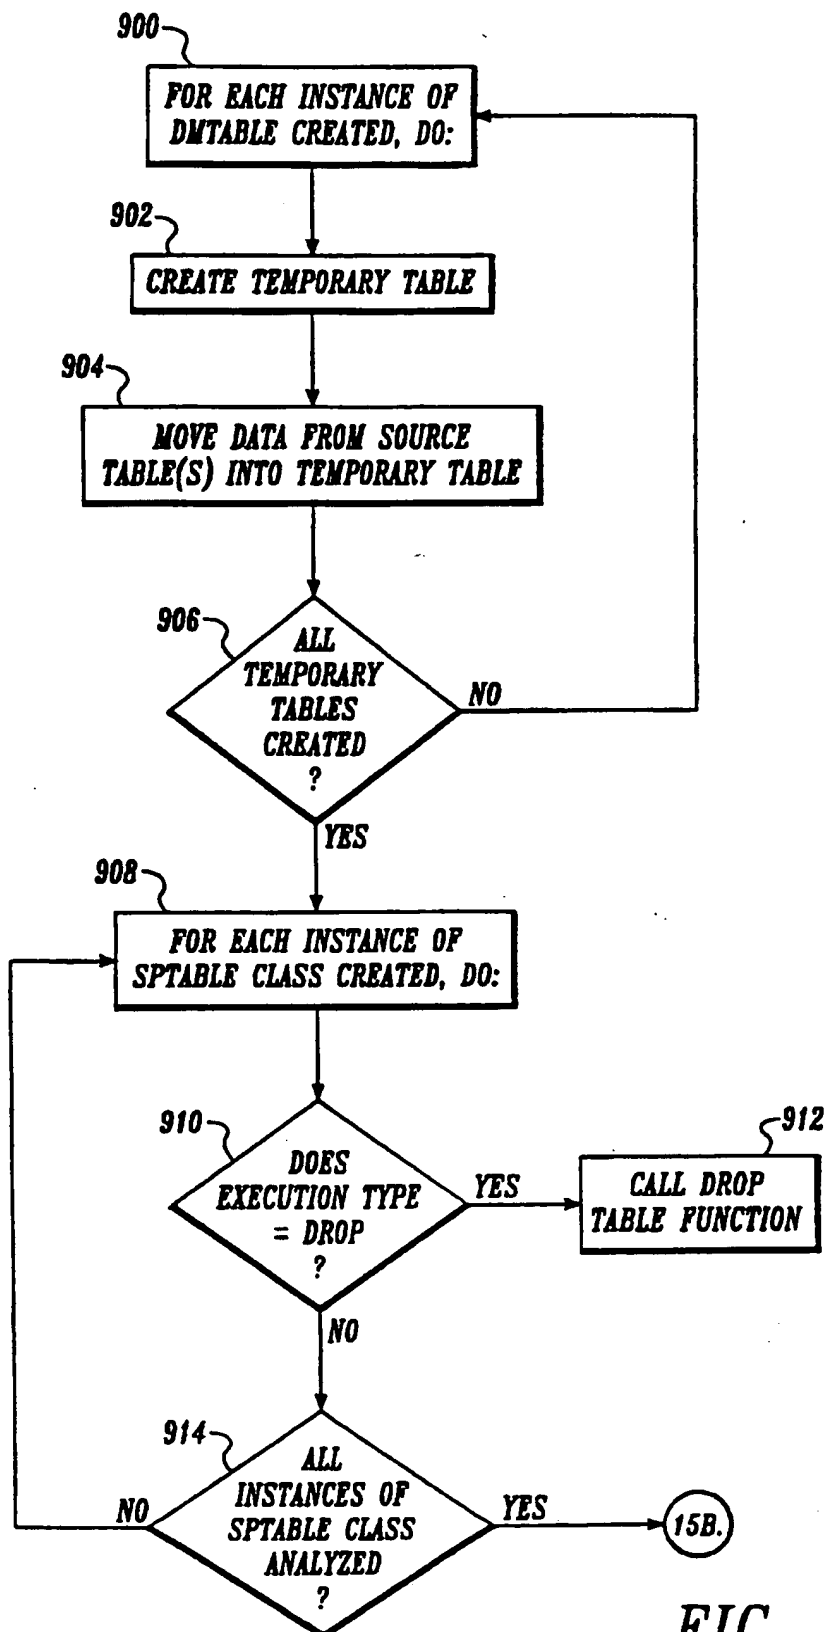 900
FOR EACH INSTANCE OF
DMTABLE CREATED, DO:
902
CREATE TEMPORARY TABLE
904
MOVE DATA FROM SOURCE
TABLE(S) INTO TEMPORARY TABLE
906
ALL
TEMPORARY
TABLES
CREATED
?
NO
YES
908
FOR EACH INSTANCE OF
SPTABLE CLASS CREATED, DO:
910
DOES
EXECUTION TYPE
= DROP
?
YES
912
CALL DROP
TABLE FUNCTION
NO
914
ALL
INSTANCES OF
SPTABLE CLASS
ANALYZED
?
NO
YES
15B.